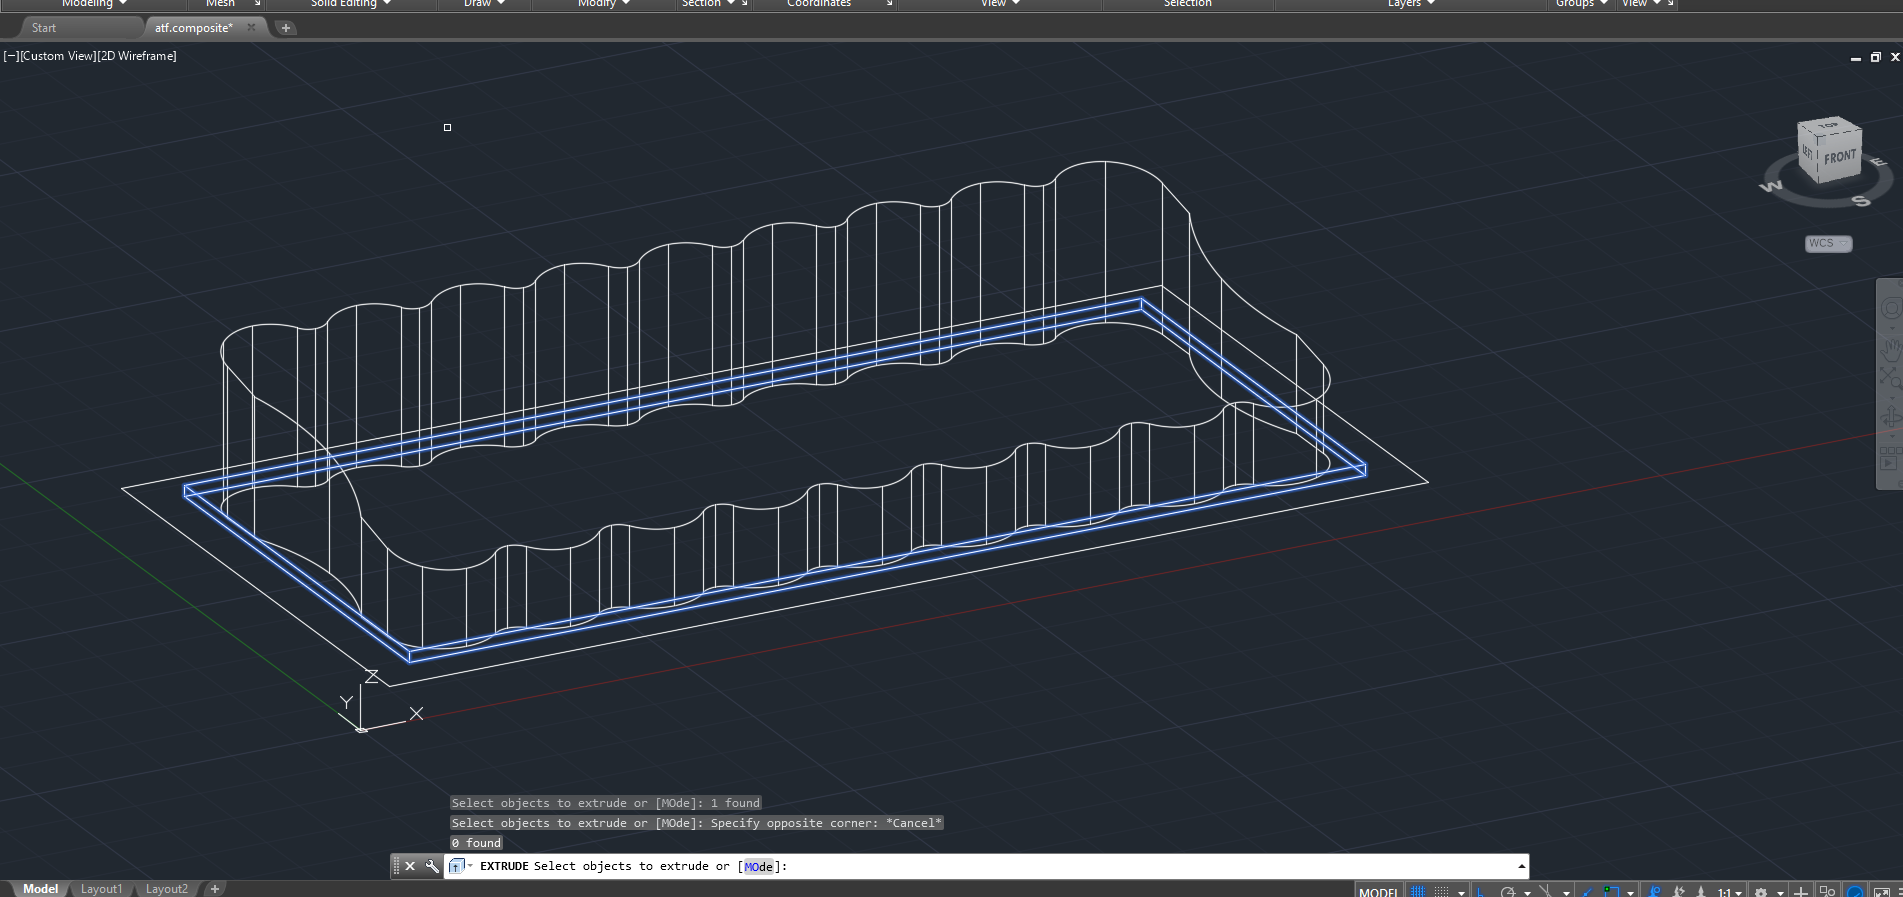 Modeling Mesh Solid Editing Draw Modify Section Coordinates View Selection Layers Groups View
Start atf.composite*
[−][Custom View][2D Wireframe]
TOP
LEFT FRONT
W E
S
WCS
Z
Y X
Select objects to extrude or [MOde]: 1 found
Select objects to extrude or [MOde]: Specify opposite corner: *Cancel*
0 found
EXTRUDE Select objects to extrude or [MOde]:
Model Layout1 Layout2 +
MODEL 1:1